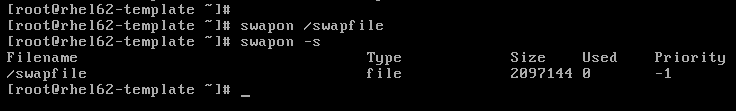 [root@rhel62-template ~]#
[root@rhel62-template ~]# swapon /swapfile
[root@rhel62-template ~]# swapon -s
Filename Type Size Used Priority
/swapfile file 2097144 0 -1
[root@rhel62-template ~]# _